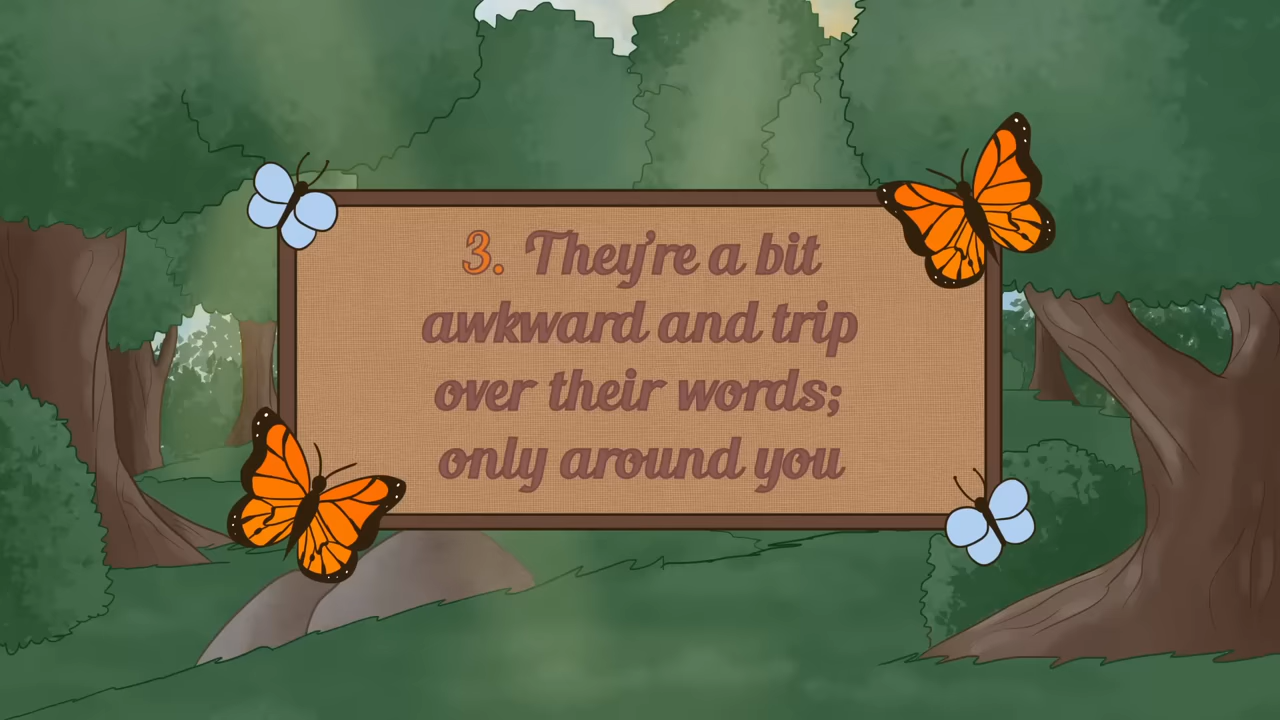 3. They're a bit
awkward and trip
over their words;
only around you